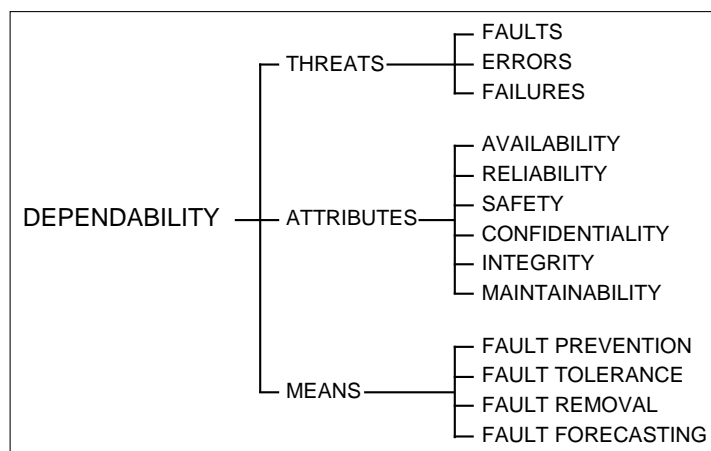 FAULTS
THREATS
ERRORS
FAILURES
AVAILABILITY
RELIABILITY
SAFETY
DEPENDABILITY
ATTRIBUTES
CONFIDENTIALITY
INTEGRITY
MAINTAINABILITY
FAULT PREVENTION
FAULT TOLERANCE
MEANS
FAULT REMOVAL
FAULT FORECASTING